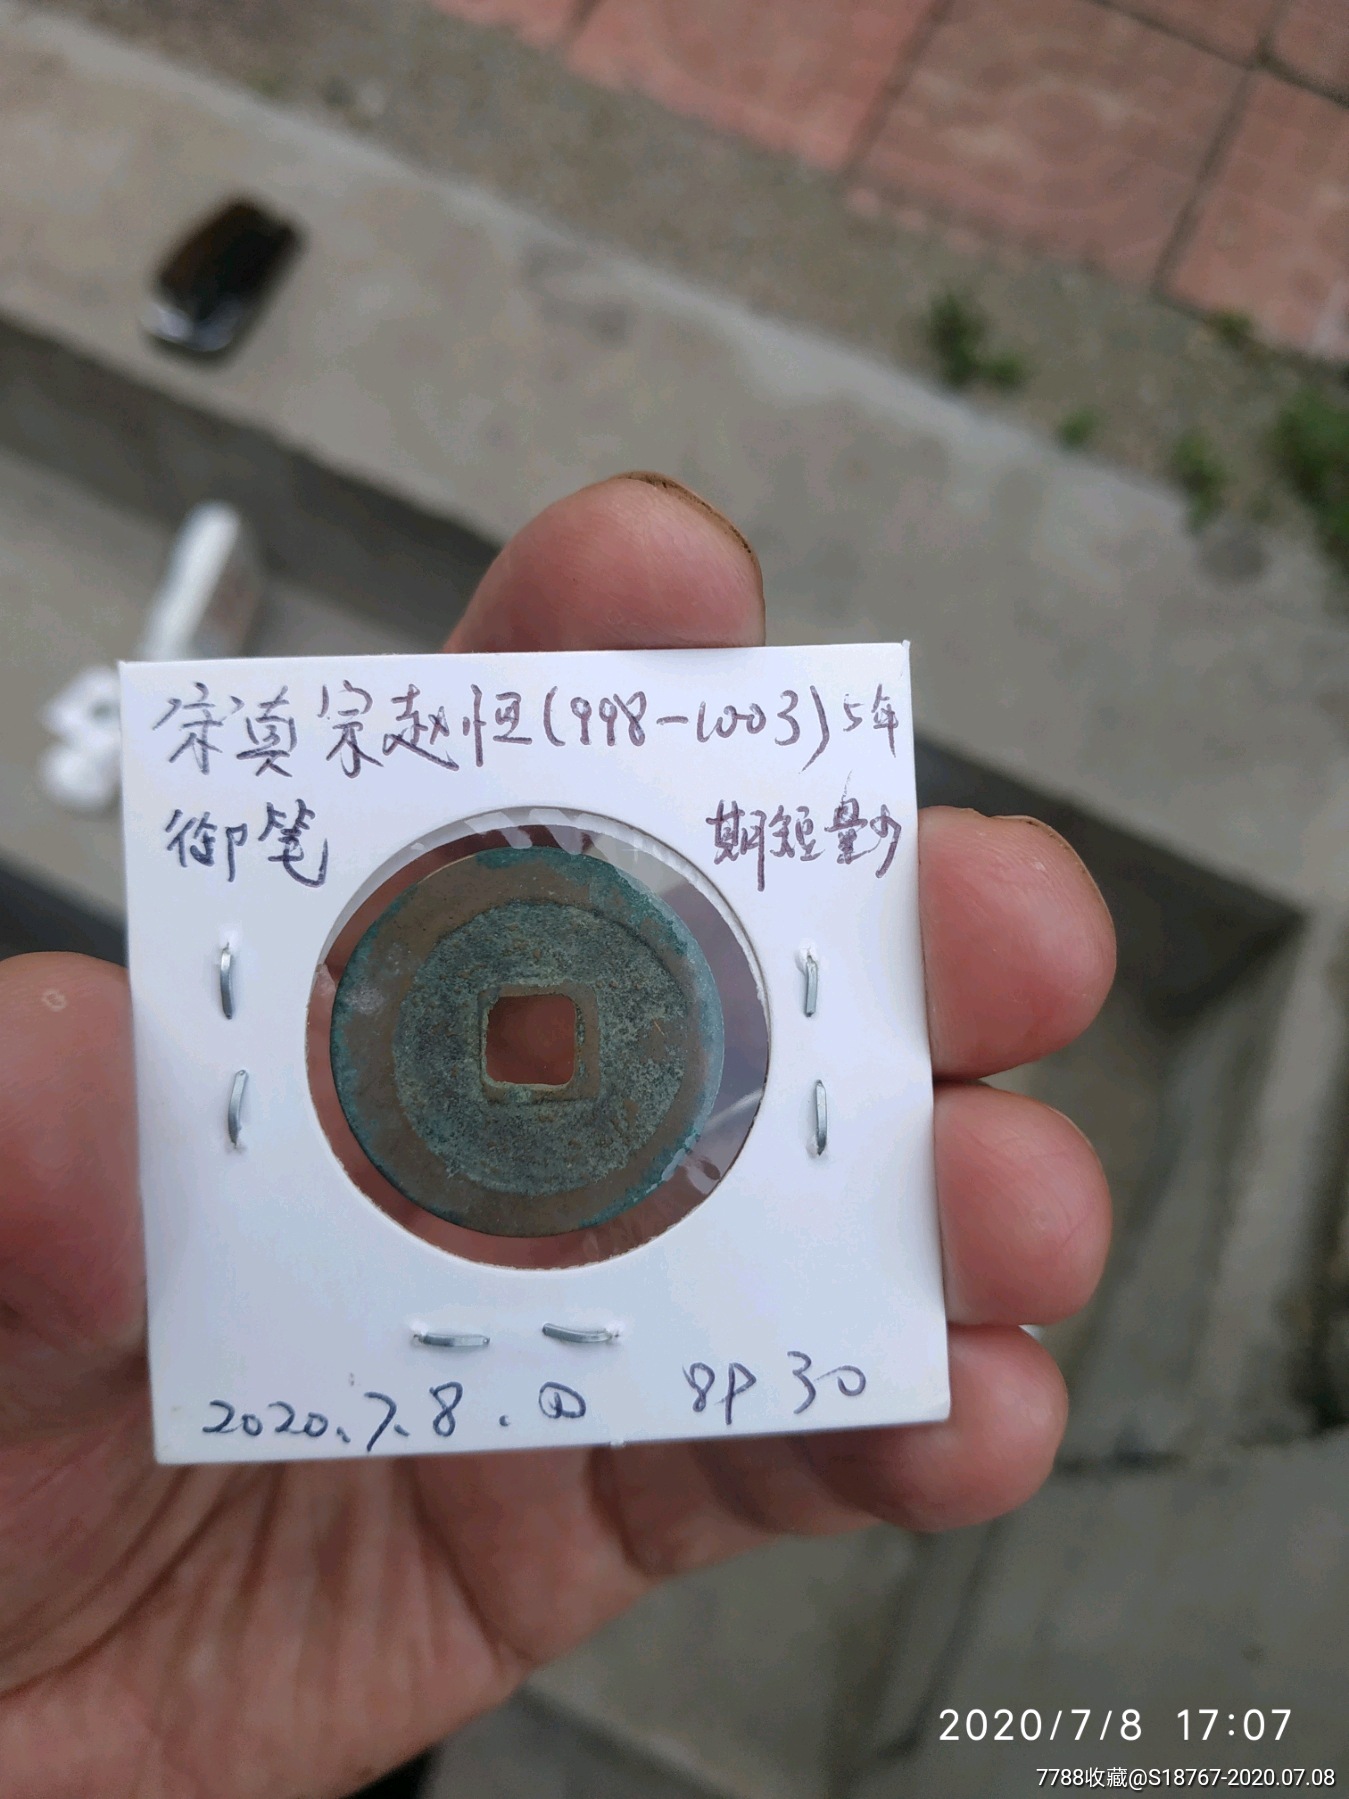 宋真宗赵恒(998-1003)5年
御笔 期短量少
2020.7.8. 8P 30
2020/7/8 17:07
7788收藏@S18767-2020.07.08